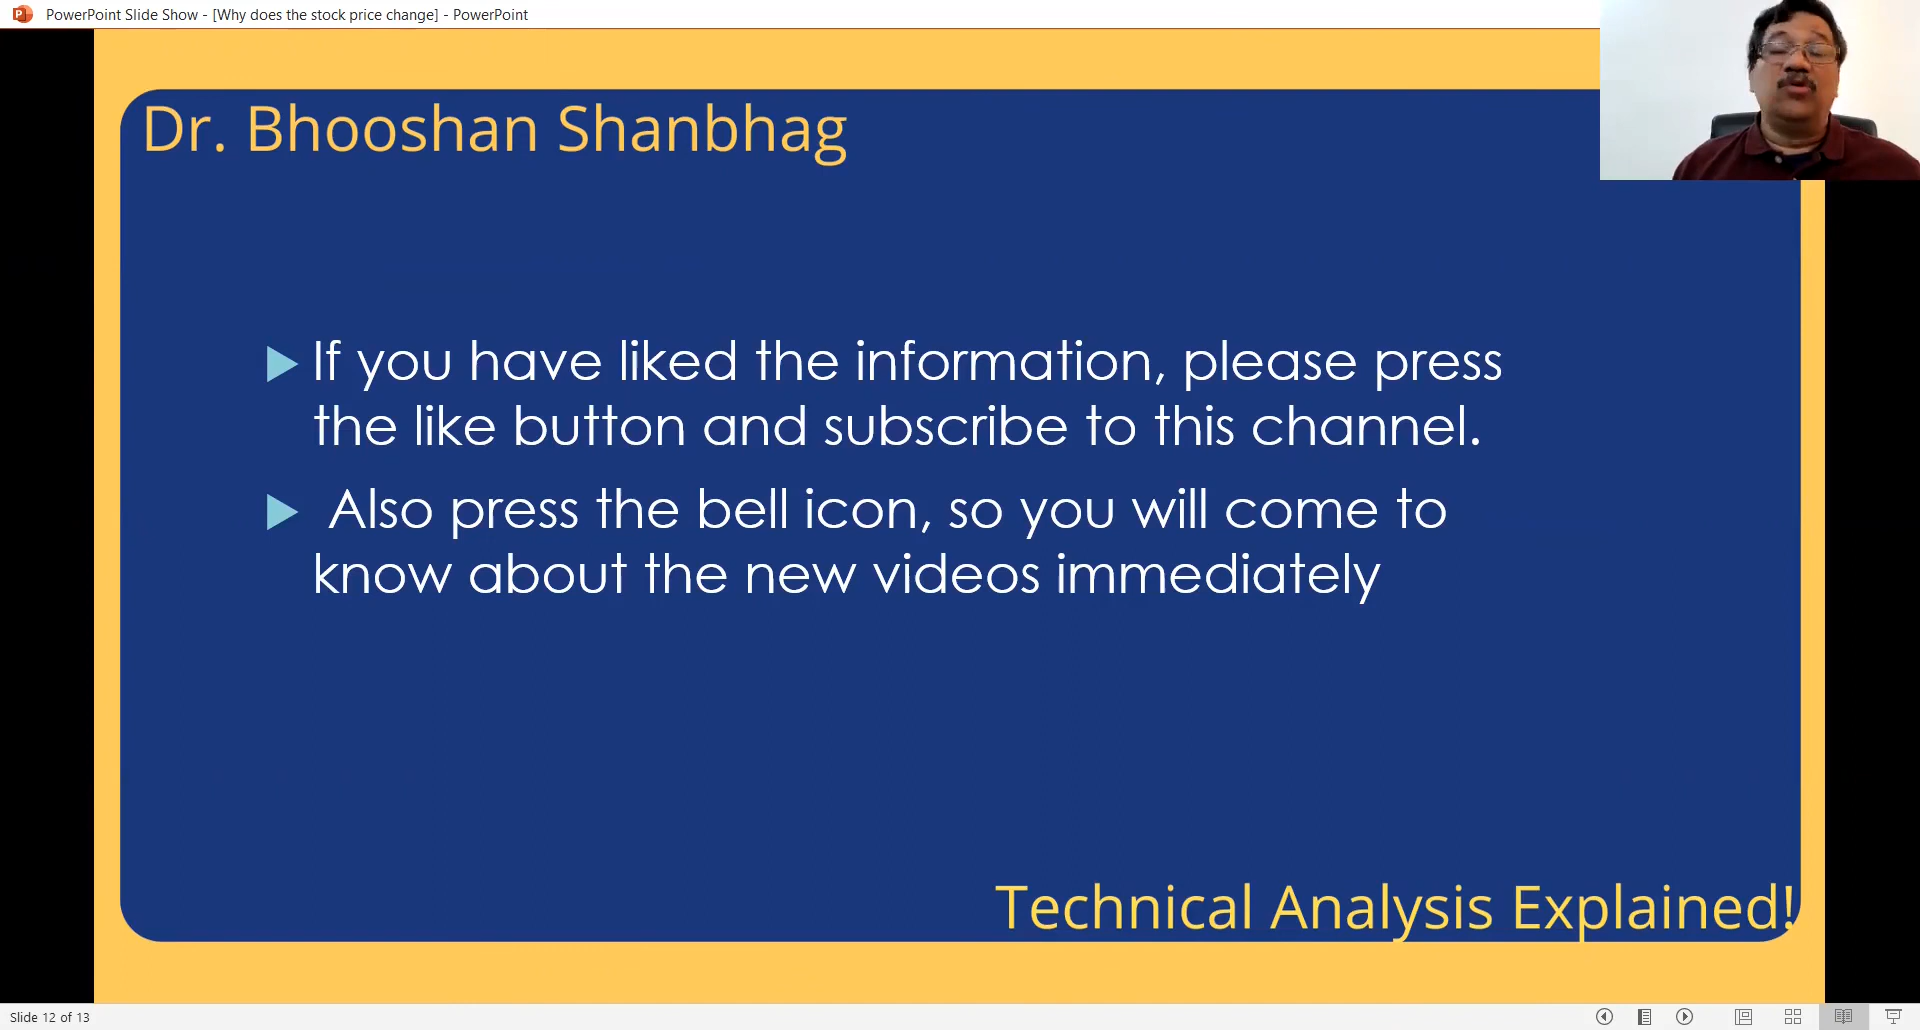 PowerPoint Slide Show - [Why does the stock price change] - PowerPoint
Dr. Bhooshan Shanbhag
If you have liked the information, please press
the like button and subscribe to this channel.
Also press the bell icon, so you will come to
know about the new videos immediately
Technical Analysis Explained!
Slide 12 of 13